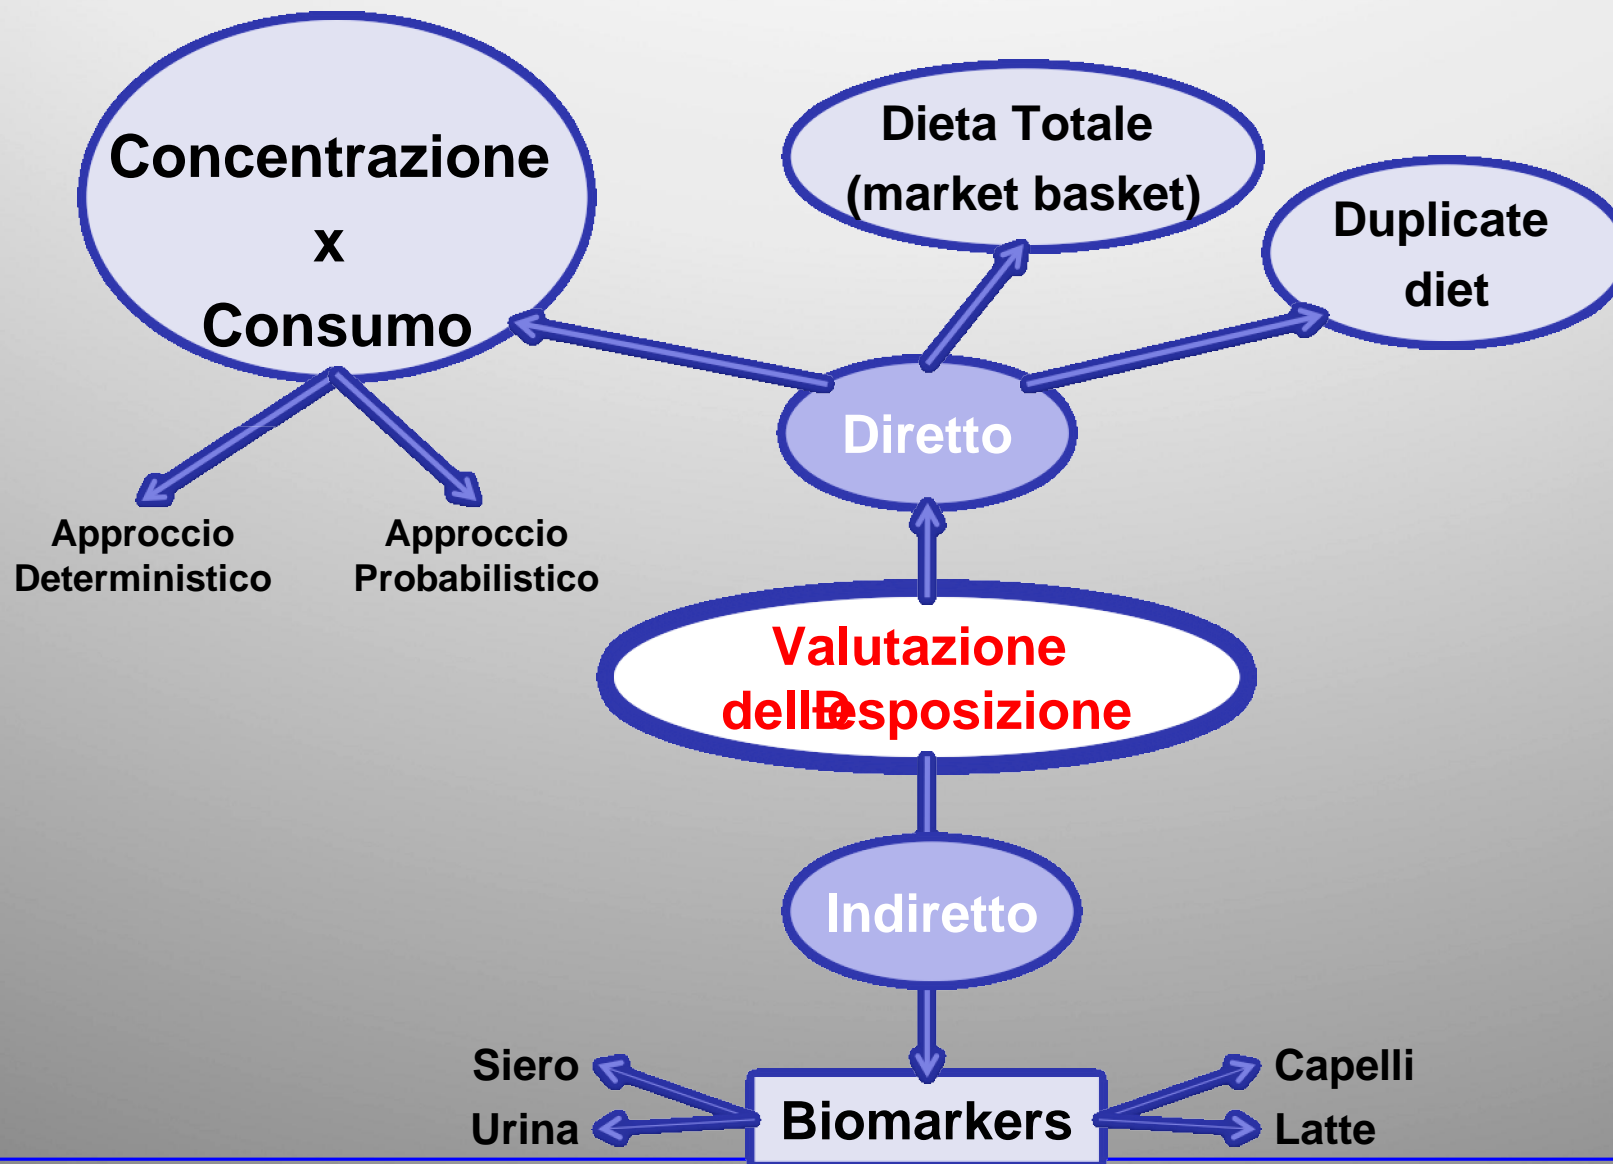 Concentrazione
x
Consumo
Dieta Totale
(market basket)
Duplicate
diet
Diretto
Approccio
Deterministico
Approccio
Probabilistico
Valutazione
dell-Desposizione
Indiretto
Siero
Urina
Biomarkers
Capelli
Latte